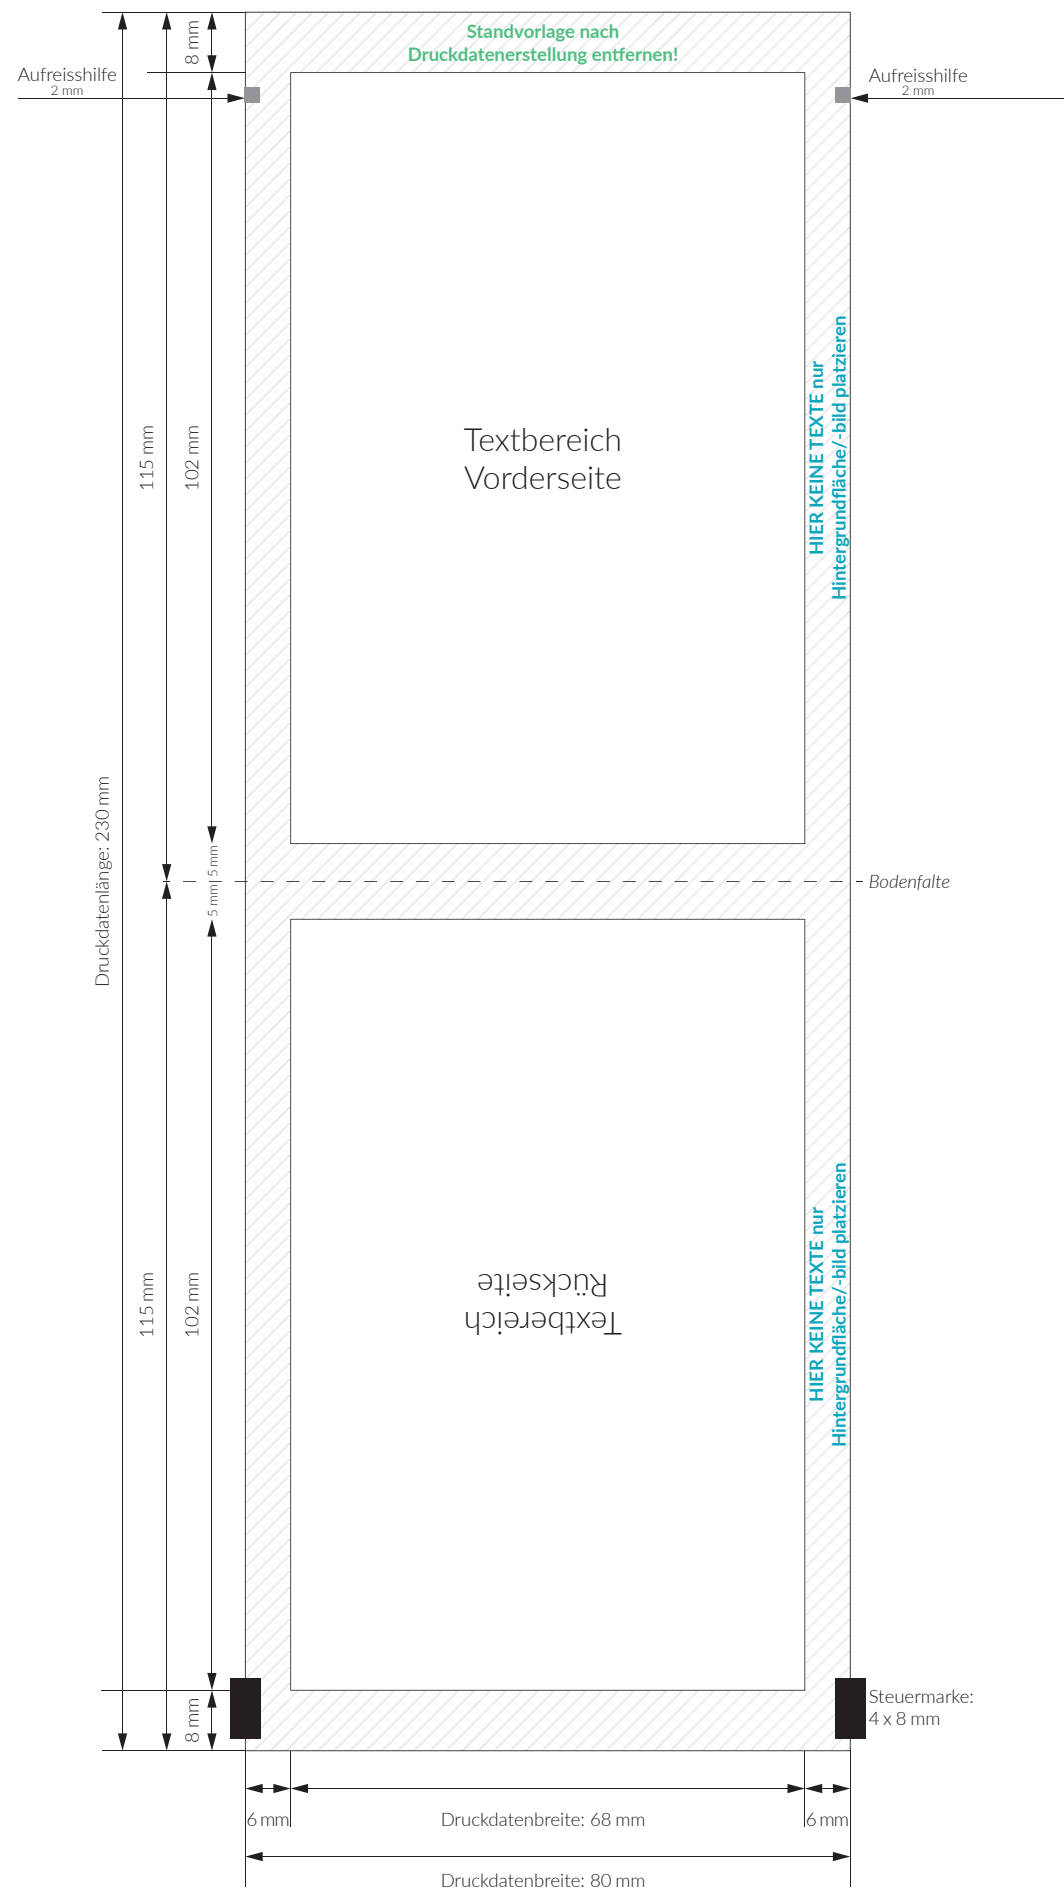 Standvorlage nach
Druckdatenerstellung entfernen!
8 mm
Aufreisshilfe
2 mm
Aufreisshilfe
2 mm
115 mm
102 mm
Textbereich
Vorderseite
HIER KEINE TEXTE nur
Hintergrundfläche/-bild platzieren
Druckdatenlänge: 230 mm
5 mm
5 mm
Bodenfalte
115 mm
102 mm
Textbereich
Rückseite
HIER KEINE TEXTE nur
Hintergrundfläche/-bild platzieren
8 mm
Steuermarke:
4 x 8 mm
6 mm
Druckdatenbreite: 68 mm
6 mm
Druckdatenbreite: 80 mm